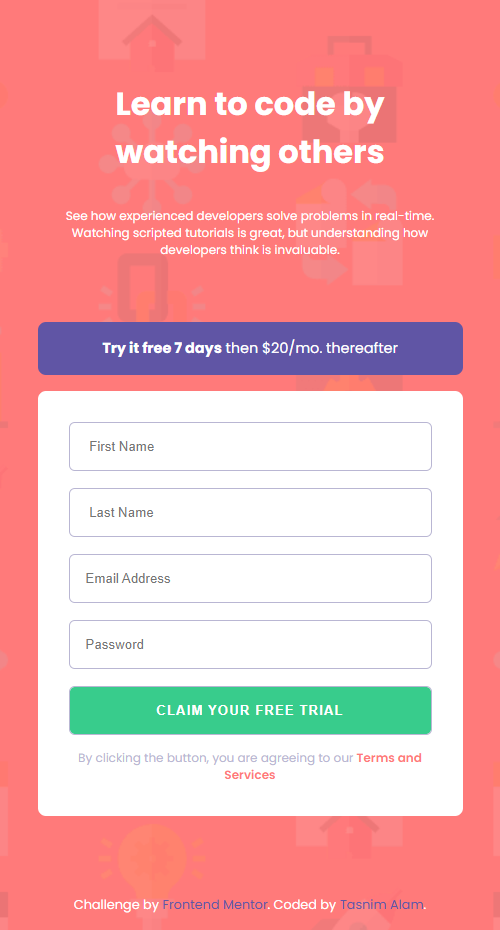 Learn to code by
watching others
See how experienced developers solve problems in real-time.
Watching scripted tutorials is great, but understanding how
developers think is invaluable.
Try it free 7 days then $20/mo. thereafter
First Name
Last Name
Email Address
Password
CLAIM YOUR FREE TRIAL
By clicking the button, you are agreeing to our Terms and
Services
Challenge by Frontend Mentor. Coded by Tasnim Alam.